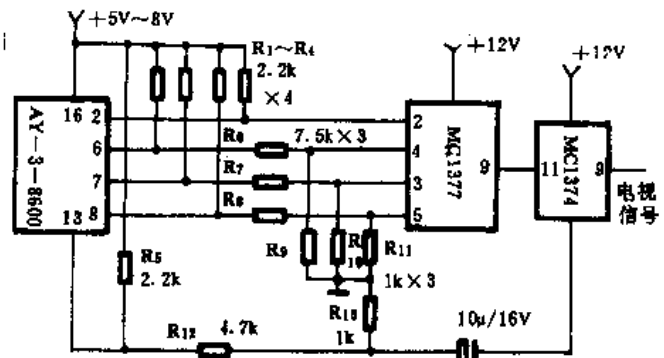 +5V~8V
R₁~R₄
2.2k
×4
+12V
+12V
AY-3-8600
16
2
6
7
13
8
R₆
7.5k×3
R₇
R₈
2
4
3
5
MC1377
9
11
MC1374
9
电视
信号
R₉
R
10
R₁₁
1k×3
R₅
2.2k
R₁₂
4.7k
1k
10μ/16V